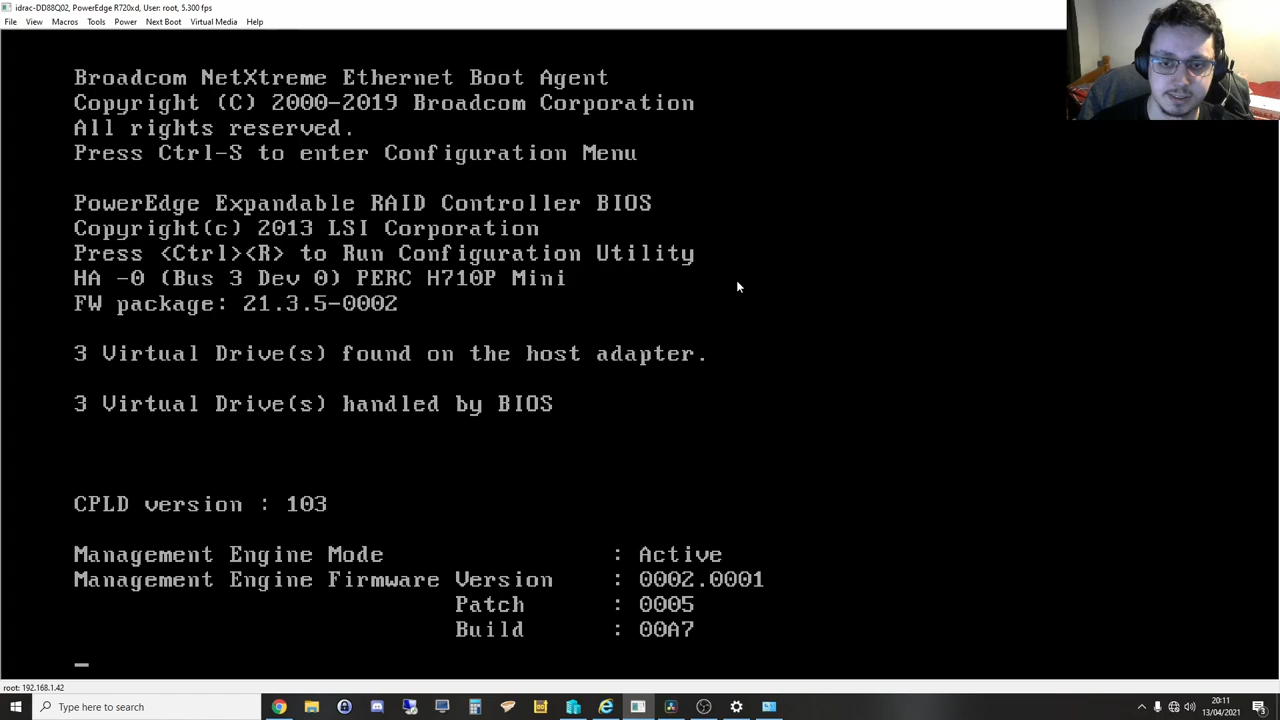 idrac-DD88Q02, PowerEdge R720xd, User: root, 5.300 fps
File View Macros Tools Power Next Boot Virtual Media Help
Broadcom NetXtreme Ethernet Boot Agent
Copyright (C) 2000-2019 Broadcom Corporation
All rights reserved.
Press Ctrl-S to enter Configuration Menu
PowerEdge Expandable RAID Controller BIOS
Copyright(c) 2013 LSI Corporation
Press <Ctrl><R> to Run Configuration Utility
HA -0 (Bus 3 Dev 0) PERC H710P Mini
FW package: 21.3.5-0002
3 Virtual Drive(s) found on the host adapter.
3 Virtual Drive(s) handled by BIOS
CPLD version : 103
Management Engine Mode : Active
Management Engine Firmware Version : 0002.0001
Patch : 0005
Build : 00A7
_
root: 192.168.1.42
Type here to search
20:11
13/04/2021
3